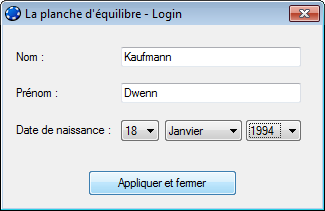 La planche d'équilibre - Login
Nom : Kaufmann
Prénom : Dwenn
Date de naissance : 18 Janvier 1994
Appliquer et fermer